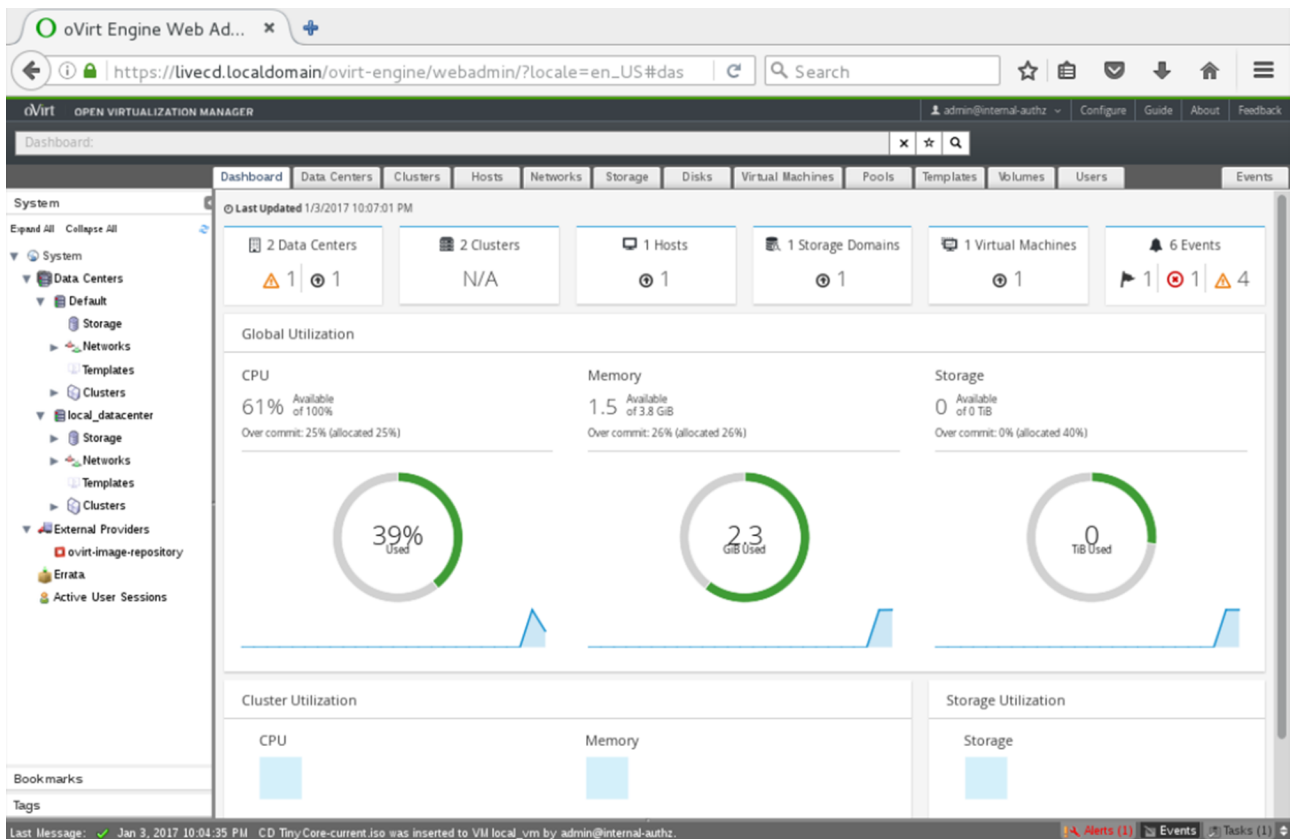 oVirt Engine Web Ad...
https://livecd.localdomain/ovirt-engine/webadmin/?locale=en_US#das
Search
oVirt OPEN VIRTUALIZATION MANAGER
admin@internal-authz
Configure
Guide
About
Feedback
Dashboard:
Dashboard
Data Centers
Clusters
Hosts
Networks
Storage
Disks
Virtual Machines
Pools
Templates
Volumes
Users
Events
System
Expand All Collapse All
System
Data Centers
Default
Storage
Networks
Templates
Clusters
local_datacenter
Storage
Networks
Templates
Clusters
External Providers
ovirt-image-repository
Errata
Active User Sessions
Bookmarks
Tags
Last Updated 1/3/2017 10:07:01 PM
2 Data Centers
1 1
2 Clusters
N/A
1 Hosts
1
1 Storage Domains
1
1 Virtual Machines
1
6 Events
1 1 4
Global Utilization
CPU
61% Available of 100%
Over commit: 25% (allocated 25%)
39%
Used
Memory
1.5 Available of 3.8 GiB
Over commit: 26% (allocated 26%)
2.3
GiB Used
Storage
0 Available of 0 TiB
Over commit: 0% (allocated 40%)
0
TiB Used
Cluster Utilization
CPU
Memory
Storage Utilization
Storage
Last Message: Jan 3, 2017 10:04:35 PM CD TinyCore-current.iso was inserted to VM local_vm by admin@internal-authz.
Alerts (1)
Events
Tasks (1)